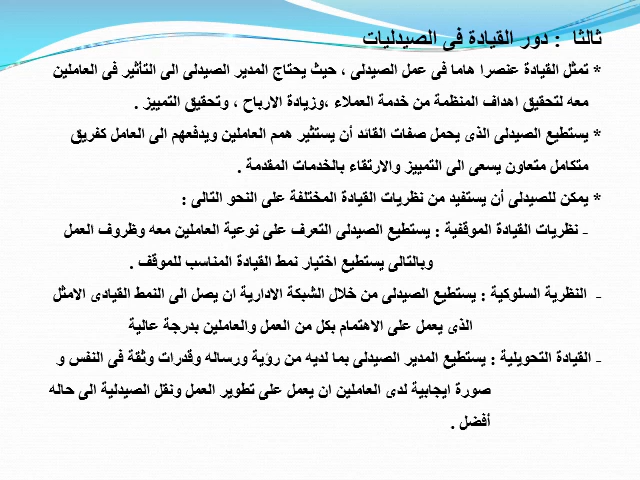 ثالثا : دور القيادة فى الصيدليات
* تمثل القيادة عنصرا هاما فى عمل الصيدلى ، حيث يحتاج المدير الصيدلى الى التأثير فى العاملين
معه لتحقيق اهداف المنظمة من خدمة العملاء ،وزيادة الارباح ، وتحقيق التمييز .
* يستطيع الصيدلى الذى يحمل صفات القائد أن يستثير همم العاملين ويدفعهم الى العامل كفريق
متكامل متعاون يسعى الى التمييز والارتقاء بالخدمات المقدمة .
* يمكن للصيدلى أن يستفيد من نظريات القيادة المختلفة على النحو التالى :
- نظريات القيادة الموقفية : يستطيع الصيدلى التعرف على نوعية العاملين معه وظروف العمل
وبالتالى يستطيع اختيار نمط القيادة المناسب للموقف .
- النظرية السلوكية : يستطيع الصيدلى من خلال الشبكة الادارية ان يصل الى النمط القيادى الامثل
الذى يعمل على الاهتمام بكل من العمل والعاملين بدرجة عالية
- القيادة التحويلية : يستطيع المدير الصيدلى بما لديه من رؤية ورساله وقدرات وثقة فى النفس و
صورة ايجابية لدى العاملين ان يعمل على تطوير العمل ونقل الصيدلية الى حاله
أفضل .